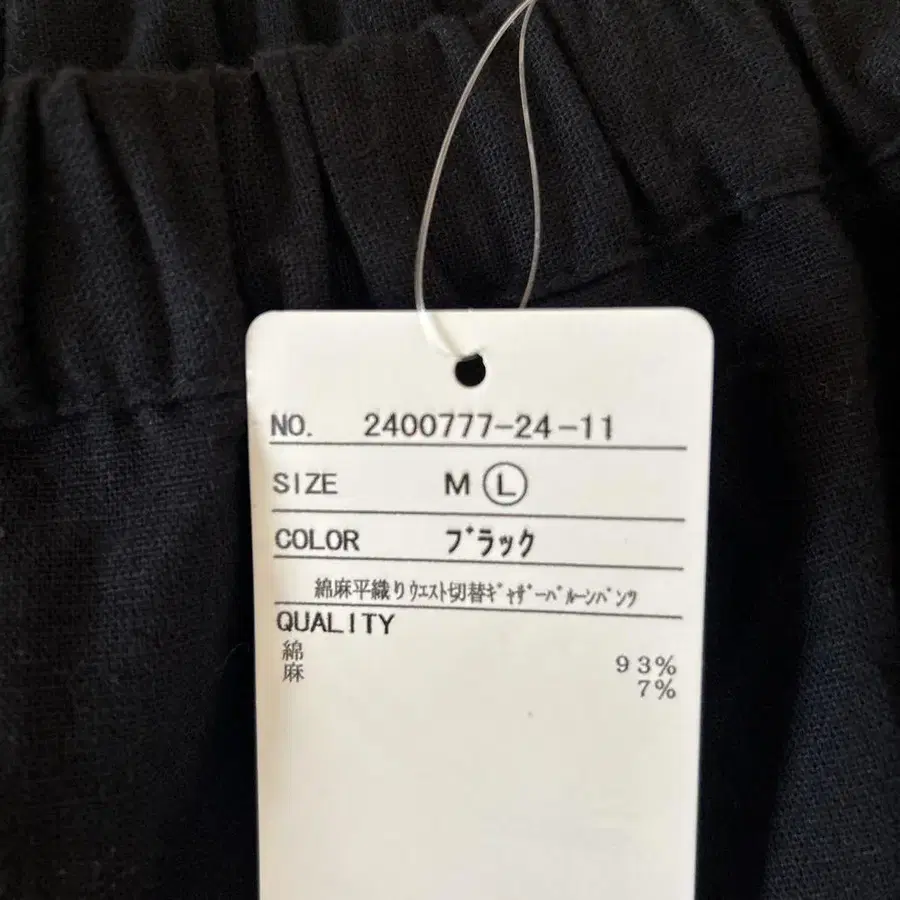 NO. 2400777-24-11
SIZE M Ⓛ
COLOR ﾌﾞﾗｯｸ
綿麻平織りｳｴｽﾄ切替ｷﾞｬｻﾞｰﾊﾞﾙｰﾝﾊﾟﾝﾂ
QUALITY
綿 93%
麻 7%